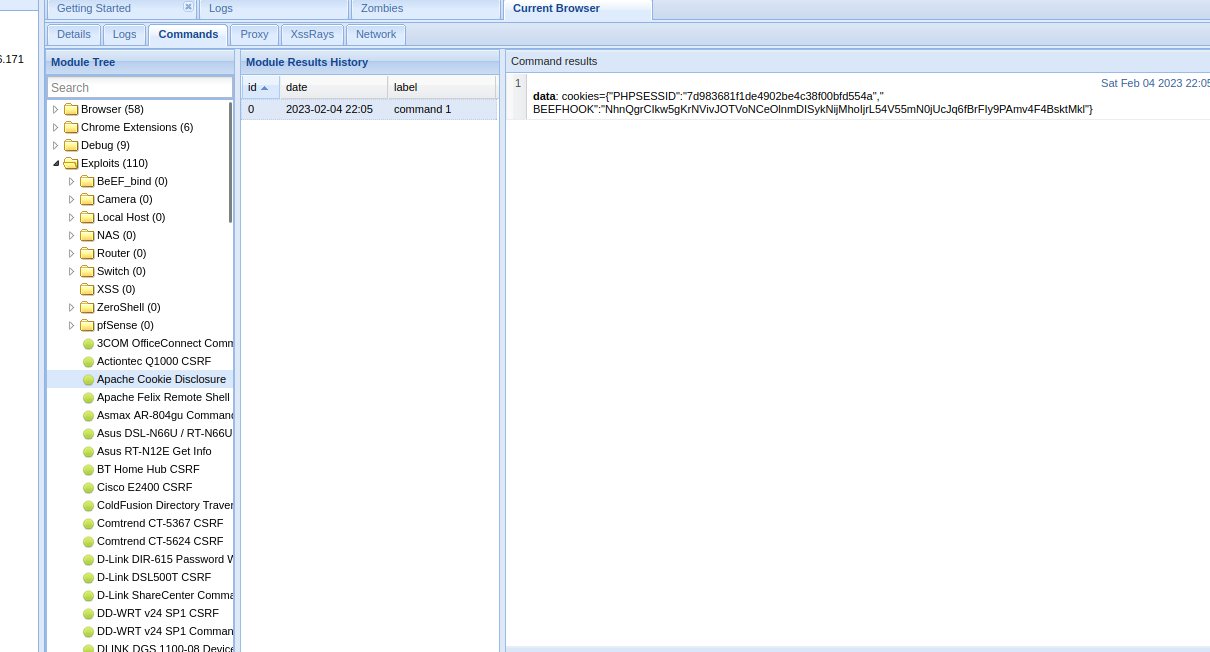 Getting Started
Logs
Zombies
Current Browser
Details
Logs
Commands
Proxy
XssRays
Network
6.171
Module Tree
Search
Browser (58)
Chrome Extensions (6)
Debug (9)
Exploits (110)
BeEF_bind (0)
Camera (0)
Local Host (0)
NAS (0)
Router (0)
Switch (0)
XSS (0)
ZeroShell (0)
pfSense (0)
3COM OfficeConnect Comm
Actiontec Q1000 CSRF
Apache Cookie Disclosure
Apache Felix Remote Shell
Asmax AR-804gu Command
Asus DSL-N66U / RT-N66U
Asus RT-N12E Get Info
BT Home Hub CSRF
Cisco E2400 CSRF
ColdFusion Directory Traver
Comtrend CT-5367 CSRF
Comtrend CT-5624 CSRF
D-Link DIR-615 Password W
D-Link DSL500T CSRF
D-Link ShareCenter Comma
DD-WRT v24 SP1 CSRF
DD-WRT v24 SP1 Comman
DLINK DGS 1100-08 Device
Module Results History
id date label
0 2023-02-04 22:05 command 1
Command results
1 Sat Feb 04 2023 22:05
data: cookies={"PHPSESSID":"7d983681f1de4902be4c38f00bfd554a","